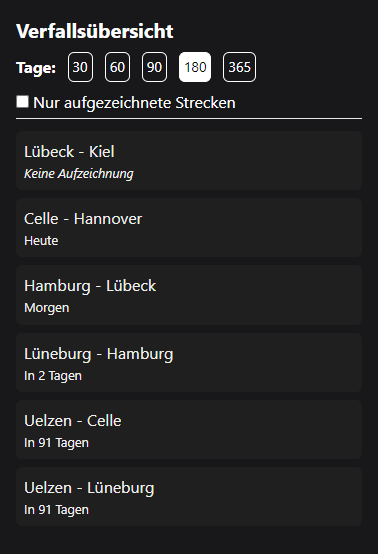 Verfallsübersicht
Tage: 30 60 90 180 365
Nur aufgezeichnete Strecken
Lübeck - Kiel
Keine Aufzeichnung
Celle - Hannover
Heute
Hamburg - Lübeck
Morgen
Lüneburg - Hamburg
In 2 Tagen
Uelzen - Celle
In 91 Tagen
Uelzen - Lüneburg
In 91 Tagen